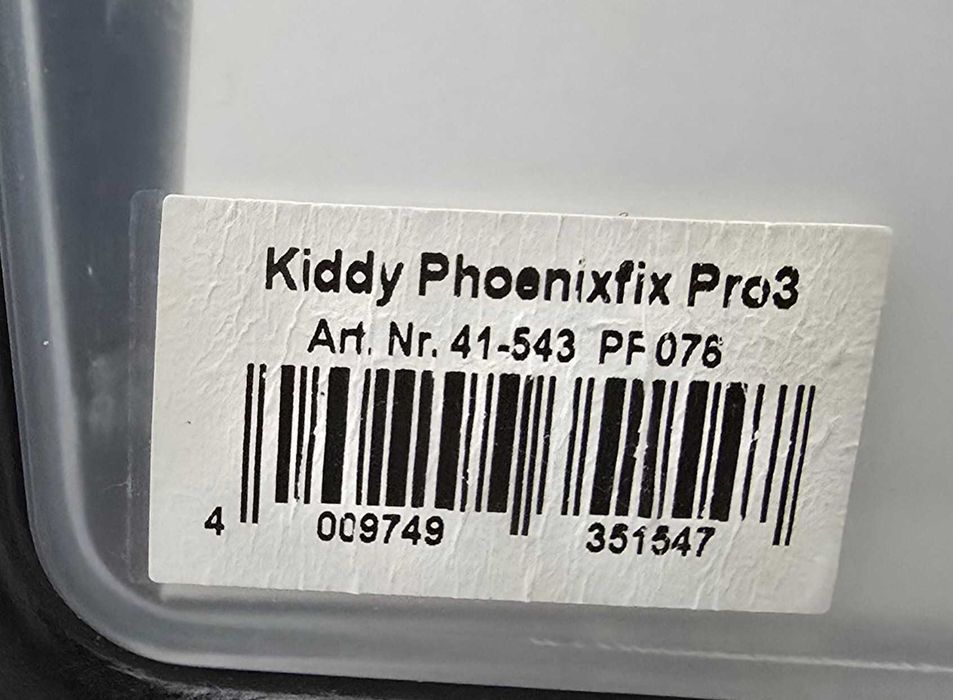 Kiddy Phoenixfix Pro3
Art. Nr. 41-543 PF 076
4 009749 351547